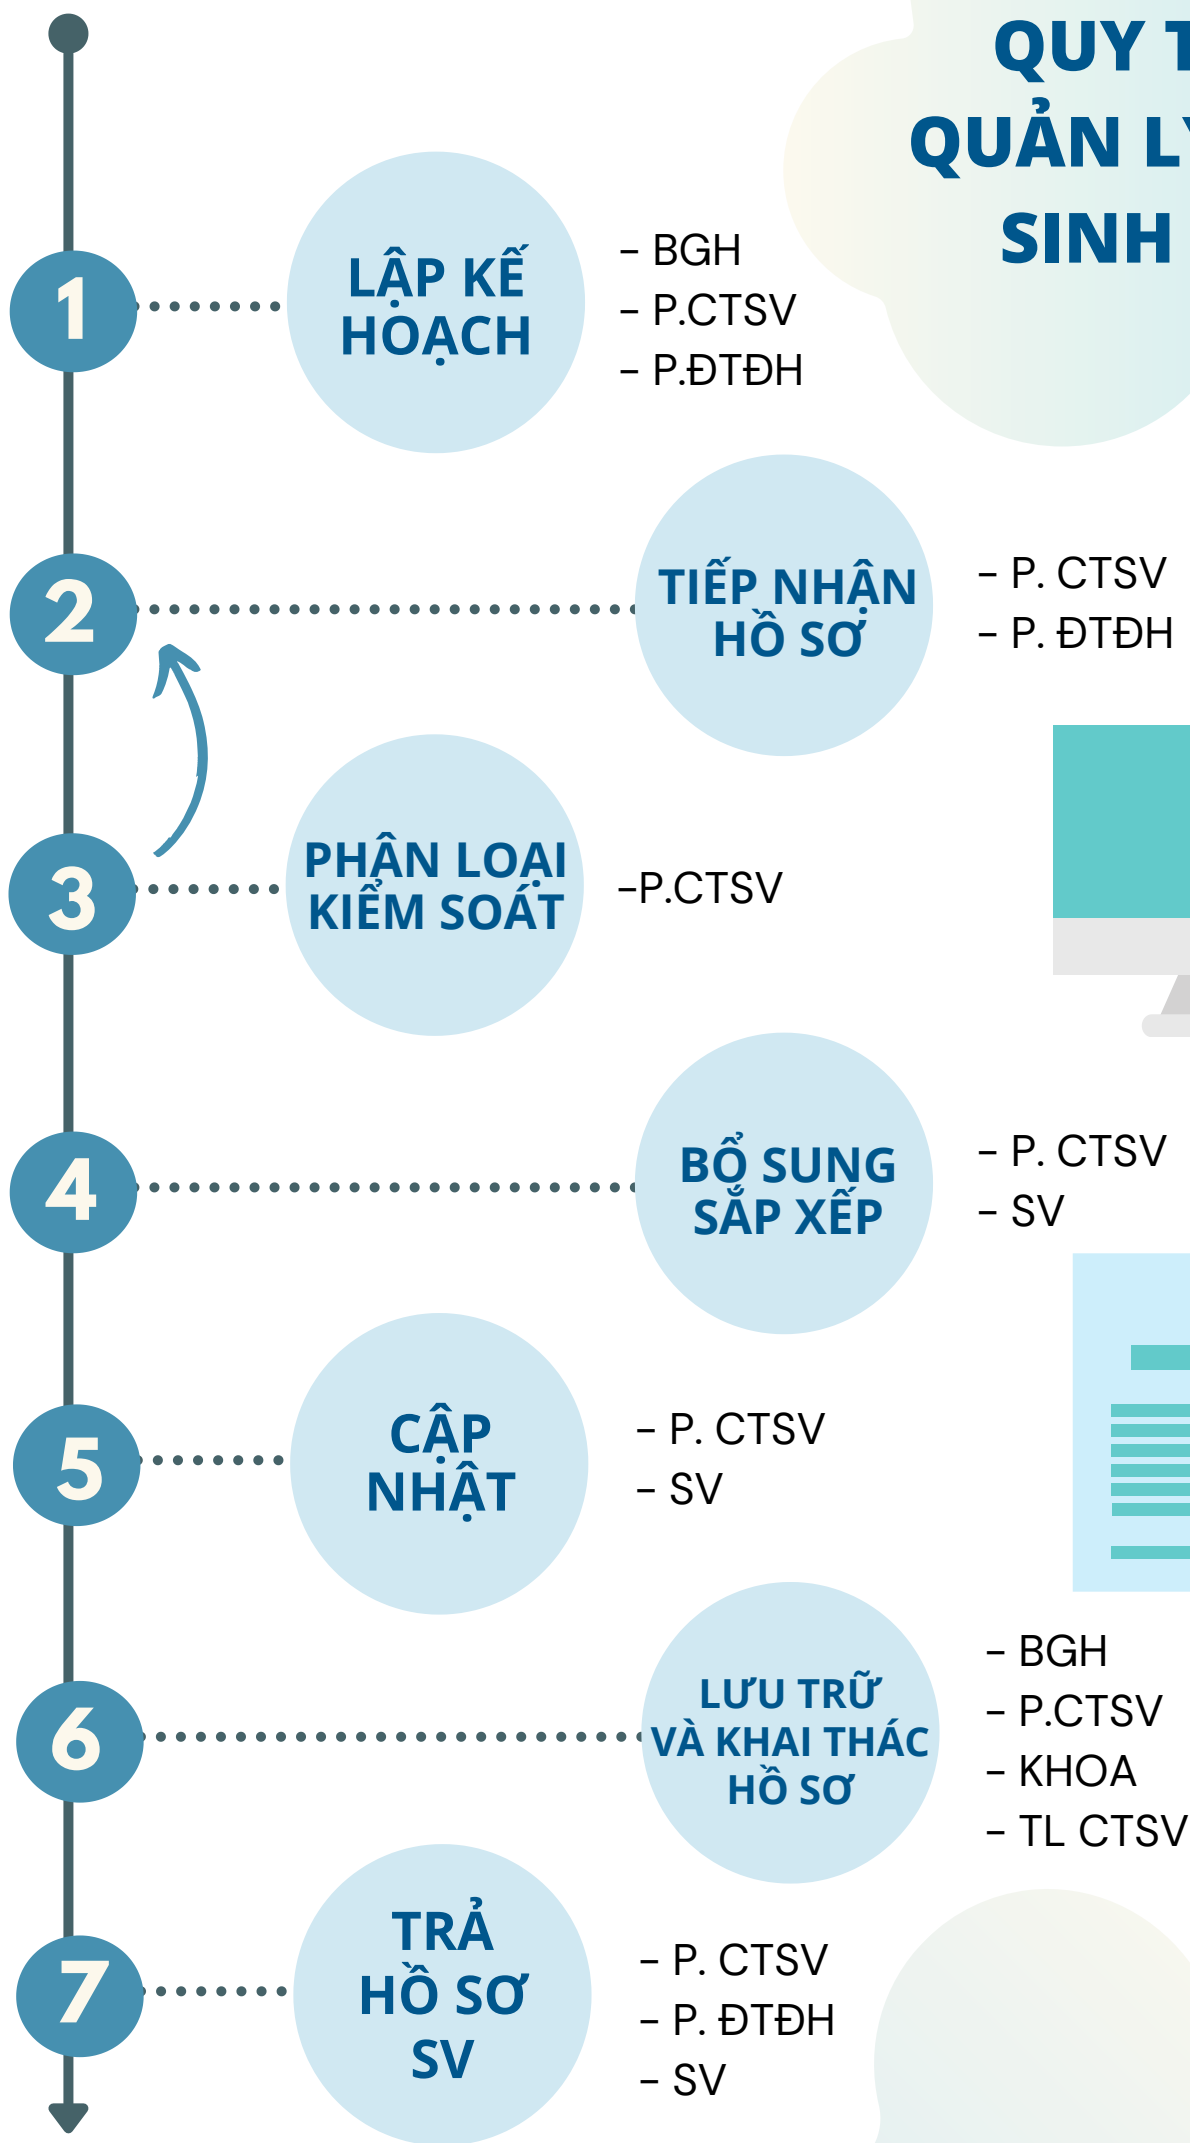 QUY T
QUẢN LÝ
SINH
1
LẬP KẾ
HOẠCH
- BGH
- P.CTSV
- P.ĐTĐH
2
TIẾP NHẬN
HỒ SƠ
- P. CTSV
- P. ĐTĐH
3
PHÂN LOẠI
KIỂM SOÁT
-P.CTSV
4
BỔ SUNG
SẮP XẾP
- P. CTSV
- SV
5
CẬP
NHẬT
- P. CTSV
- SV
6
LƯU TRỮ
VÀ KHAI THÁC
HỒ SƠ
- BGH
- P.CTSV
- KHOA
- TL CTSV
7
TRẢ
HỒ SƠ
SV
- P. CTSV
- P. ĐTĐH
- SV